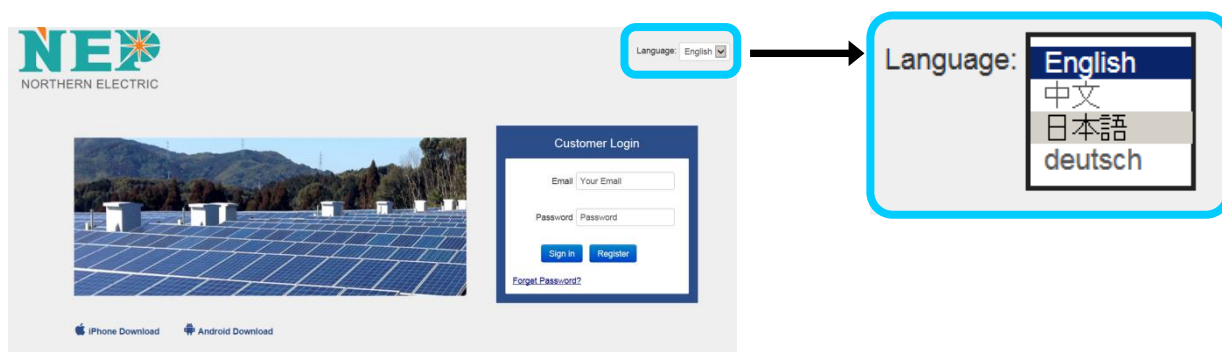 NEP
NORTHERN ELECTRIC
Language: English
Customer Login
Email Your Email
Password Password
Sign in Register
Forget Password?
iPhone Download Android Download
Language: English
中文
日本語
deutsch